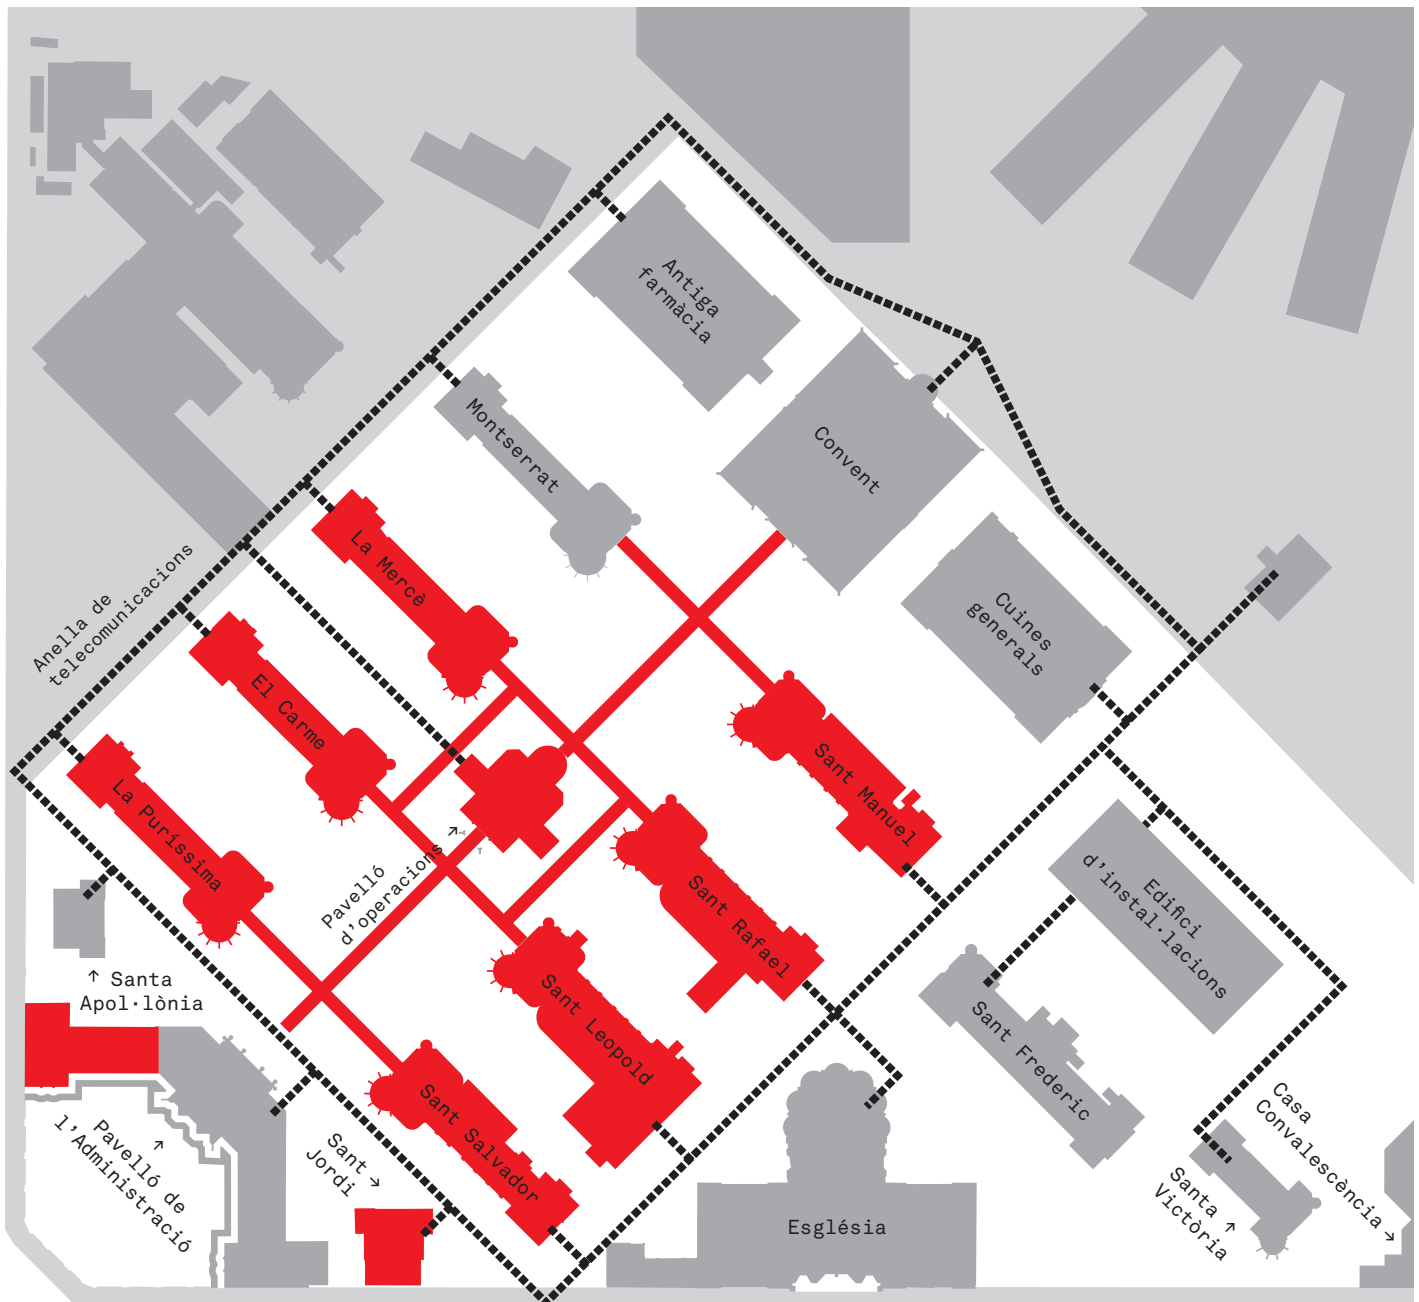 Antiga
farmàcia
Montserrat
Convent
La Mercè
Cuines
generals
Anella de
telecomunicacions
El Carme
Sant Manuel
La Puríssima
Pavelló
d'operacions ↗
Sant Rafael
Edifici
d'instal·lacions
↑ Santa
Apol·lònia
Sant Leopold
Sant Frederic
Sant Salvador
Casa
Convalescència →
↑
Pavelló de
l'Administració
Sant →
Jordi
Santa ↑
Victòria
Església